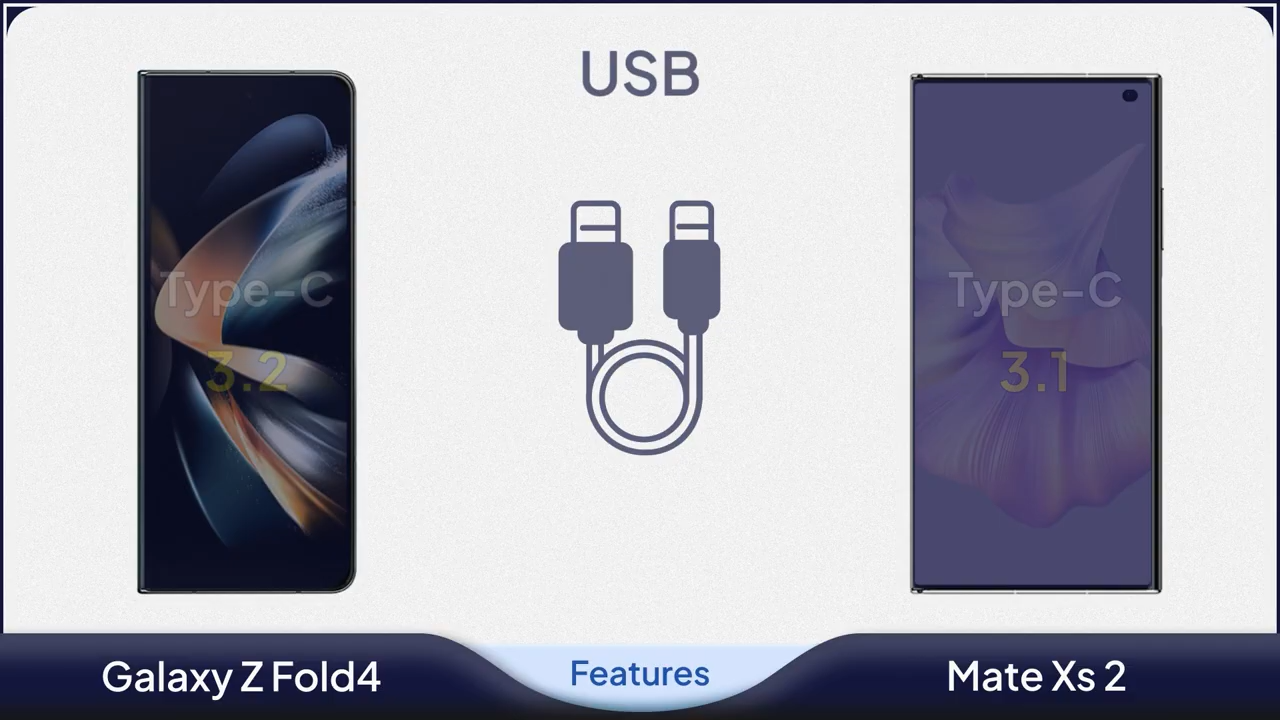 USB
Type-C
3.2
Type-C
3.1
Galaxy Z Fold4
Features
Mate Xs 2